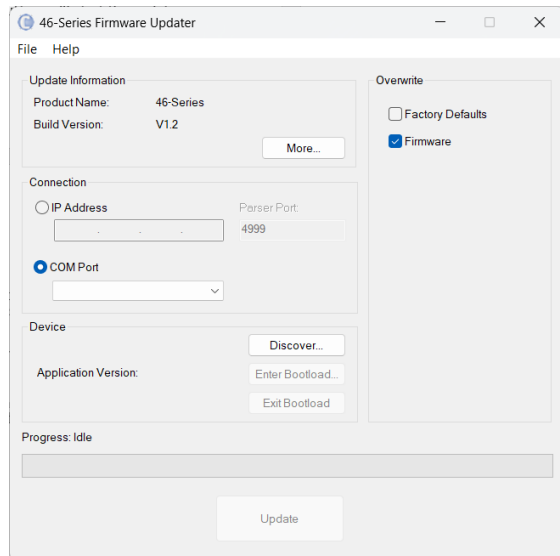 46-Series Firmware Updater
File Help
Update Information
Product Name: 46-Series
Build Version: V1.2
More...
Connection
IP Address
Parser Port:
. . .
4999
COM Port
Device
Discover...
Application Version:
Enter Bootload...
Exit Bootload
Progress: Idle
Update
Overwrite
Factory Defaults
Firmware